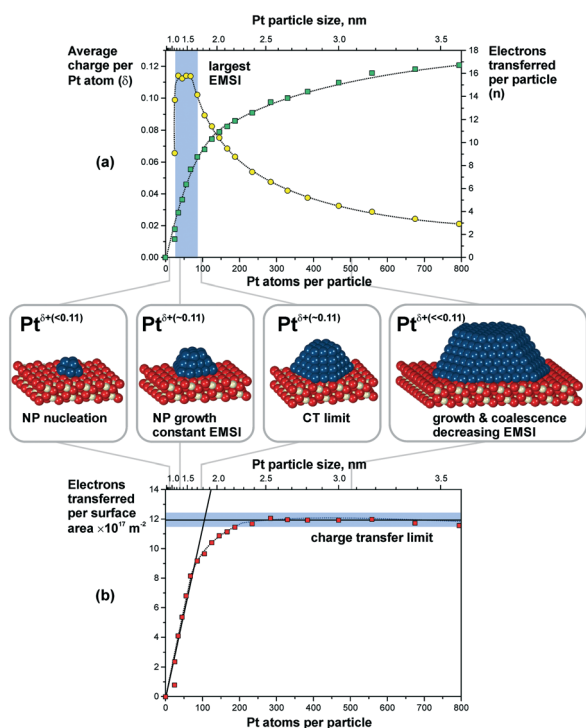 Pt particle size, nm
1.0 1.5 2.0 2.5 3.0 3.5
Average
charge per
Pt atom (δ)
largest
EMSI
Electrons
transferred
per particle
(n)
0.12
0.10
0.08
0.06
0.04
0.02
0.00
18
16
14
12
10
8
6
4
2
0
(a)
0 100 200 300 400 500 600 700 800
Pt atoms per particle
Pt δ+(<0.11)
NP nucleation
Pt δ+(~0.11)
NP growth
constant EMSI
Pt δ+(~0.11)
CT limit
Pt δ+(<<0.11)
growth & coalescence
decreasing EMSI
Pt particle size, nm
1.0 1.5 2.0 2.5 3.0 3.5
Electrons
transferred
per surface
area ×10¹⁷ m⁻²
14
12
10
8
6
4
2
0
charge transfer limit
(b)
0 100 200 300 400 500 600 700 800
Pt atoms per particle